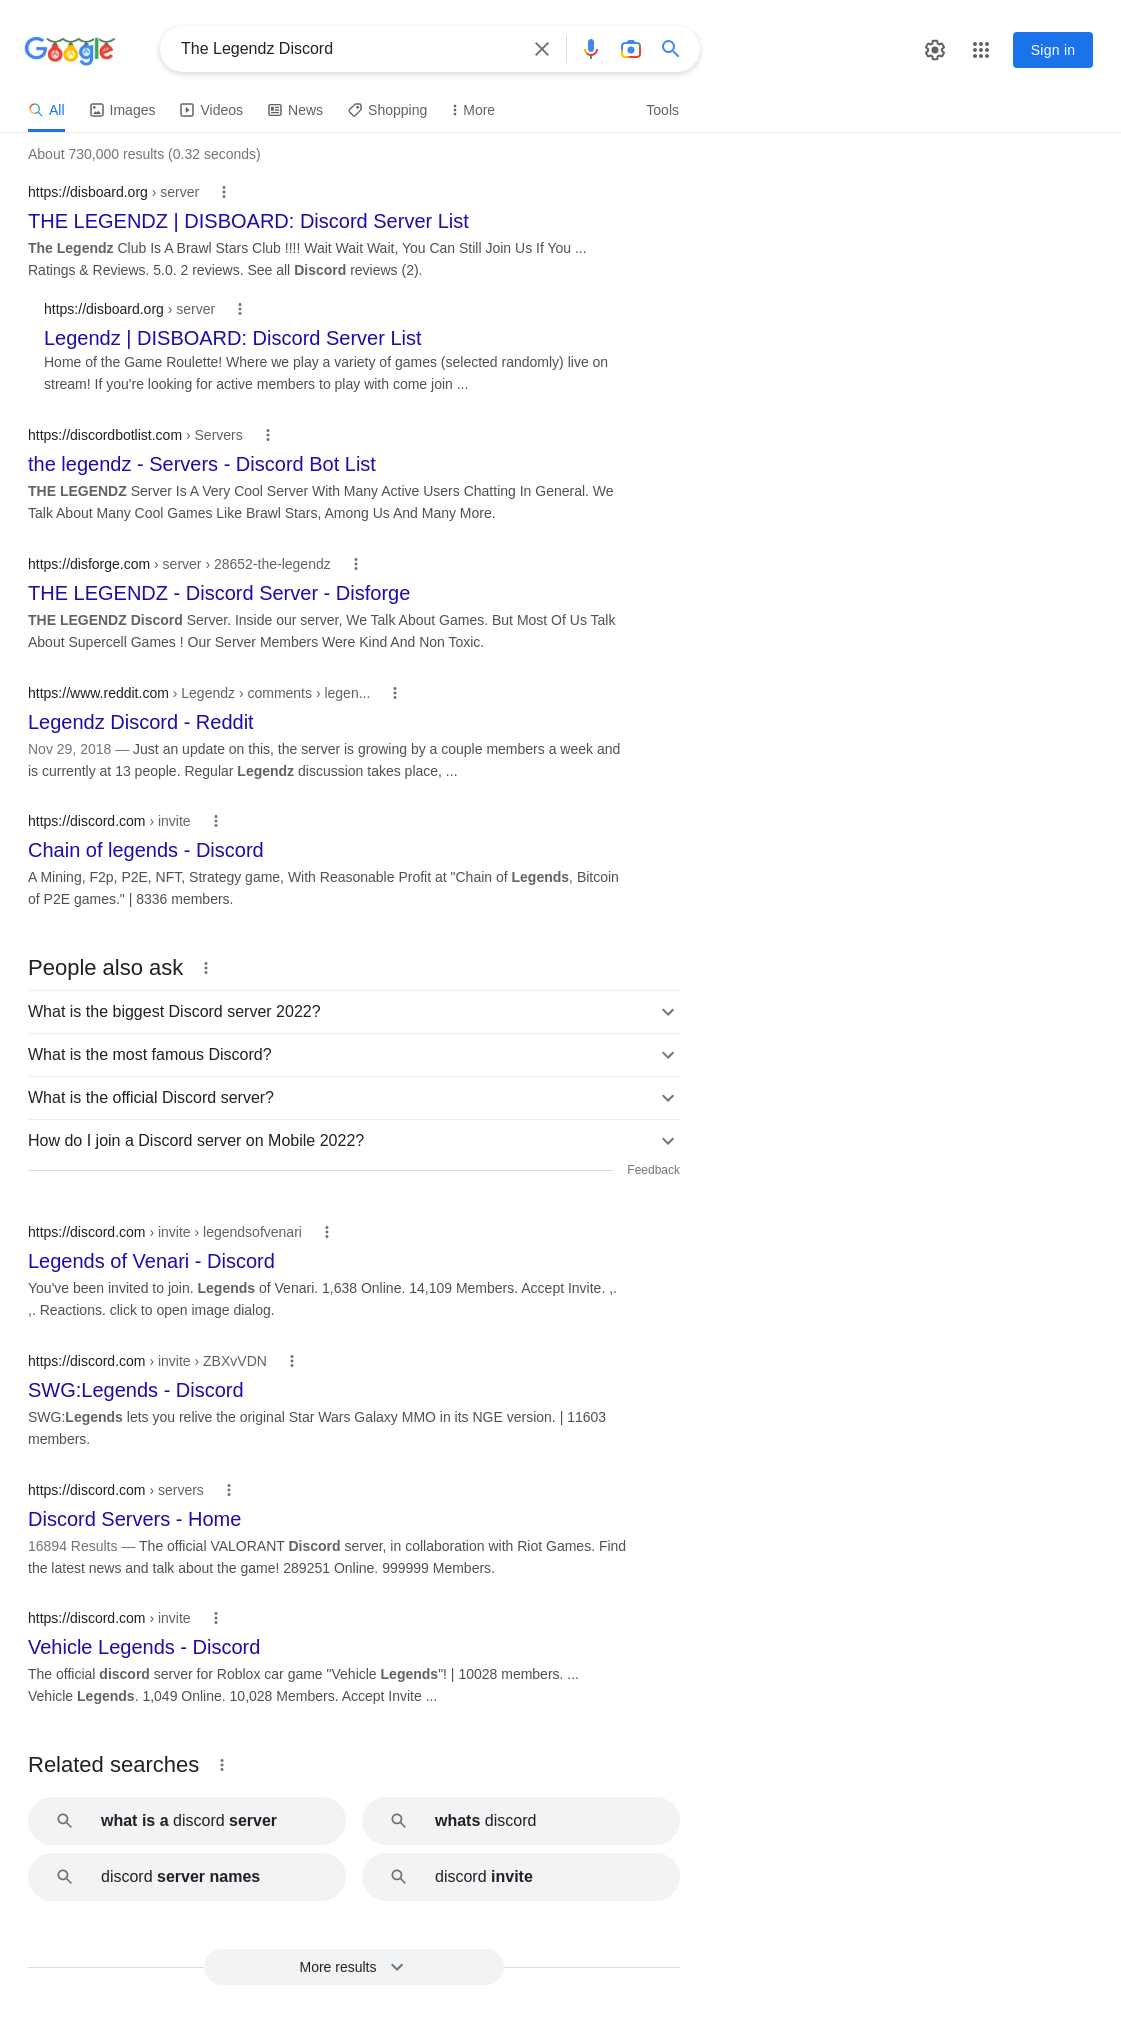 Google
The Legendz Discord
Sign in
All Images Videos News Shopping More Tools
About 730,000 results (0.32 seconds)
https://disboard.org › server
THE LEGENDZ | DISBOARD: Discord Server List
The Legendz Club Is A Brawl Stars Club !!!! Wait Wait Wait, You Can Still Join Us If You ...
Ratings & Reviews. 5.0. 2 reviews. See all Discord reviews (2).
https://disboard.org › server
Legendz | DISBOARD: Discord Server List
Home of the Game Roulette! Where we play a variety of games (selected randomly) live on
stream! If you're looking for active members to play with come join ...
https://discordbotlist.com › Servers
the legendz - Servers - Discord Bot List
THE LEGENDZ Server Is A Very Cool Server With Many Active Users Chatting In General. We
Talk About Many Cool Games Like Brawl Stars, Among Us And Many More.
https://disforge.com › server › 28652-the-legendz
THE LEGENDZ - Discord Server - Disforge
THE LEGENDZ Discord Server. Inside our server, We Talk About Games. But Most Of Us Talk
About Supercell Games ! Our Server Members Were Kind And Non Toxic.
https://www.reddit.com › Legendz › comments › legen...
Legendz Discord - Reddit
Nov 29, 2018 — Just an update on this, the server is growing by a couple members a week and
is currently at 13 people. Regular Legendz discussion takes place, ...
https://discord.com › invite
Chain of legends - Discord
A Mining, F2p, P2E, NFT, Strategy game, With Reasonable Profit at "Chain of Legends, Bitcoin
of P2E games." | 8336 members.
People also ask
What is the biggest Discord server 2022?
What is the most famous Discord?
What is the official Discord server?
How do I join a Discord server on Mobile 2022?
Feedback
https://discord.com › invite › legendsofvenari
Legends of Venari - Discord
You've been invited to join. Legends of Venari. 1,638 Online. 14,109 Members. Accept Invite. ,.
,. Reactions. click to open image dialog.
https://discord.com › invite › ZBXvVDN
SWG:Legends - Discord
SWG:Legends lets you relive the original Star Wars Galaxy MMO in its NGE version. | 11603
members.
https://discord.com › servers
Discord Servers - Home
16894 Results — The official VALORANT Discord server, in collaboration with Riot Games. Find
the latest news and talk about the game! 289251 Online. 999999 Members.
https://discord.com › invite
Vehicle Legends - Discord
The official discord server for Roblox car game "Vehicle Legends"! | 10028 members. ...
Vehicle Legends. 1,049 Online. 10,028 Members. Accept Invite ...
Related searches
what is a discord server
whats discord
discord server names
discord invite
More results